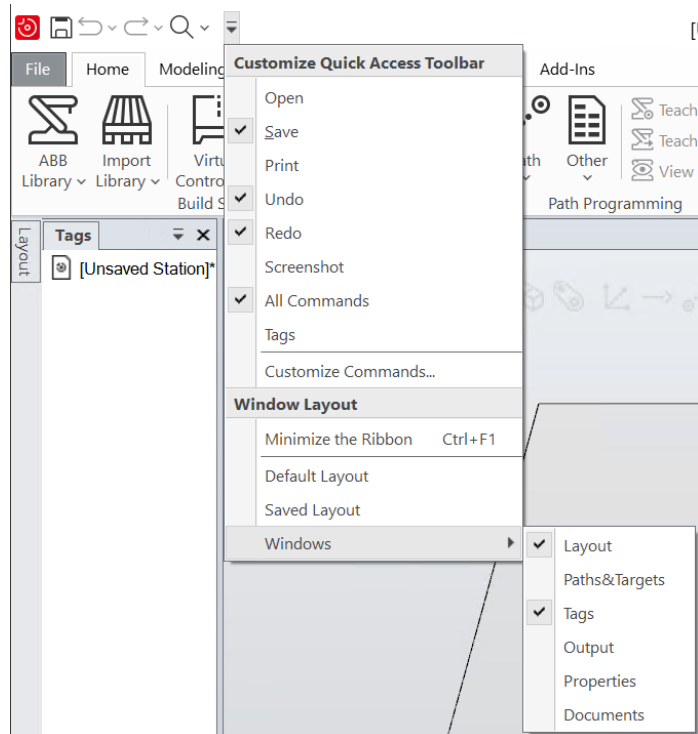 [
File Home Modeling Add-Ins
ABB Library
Import Library
Build S
Other
Teach
Teach
View
Path Programming
Layout
Tags
[Unsaved Station]*
Customize Quick Access Toolbar
Open
Save
Print
Undo
Redo
Screenshot
All Commands
Tags
Customize Commands...
Window Layout
Minimize the Ribbon Ctrl+F1
Default Layout
Saved Layout
Windows
Layout
Paths&Targets
Tags
Output
Properties
Documents